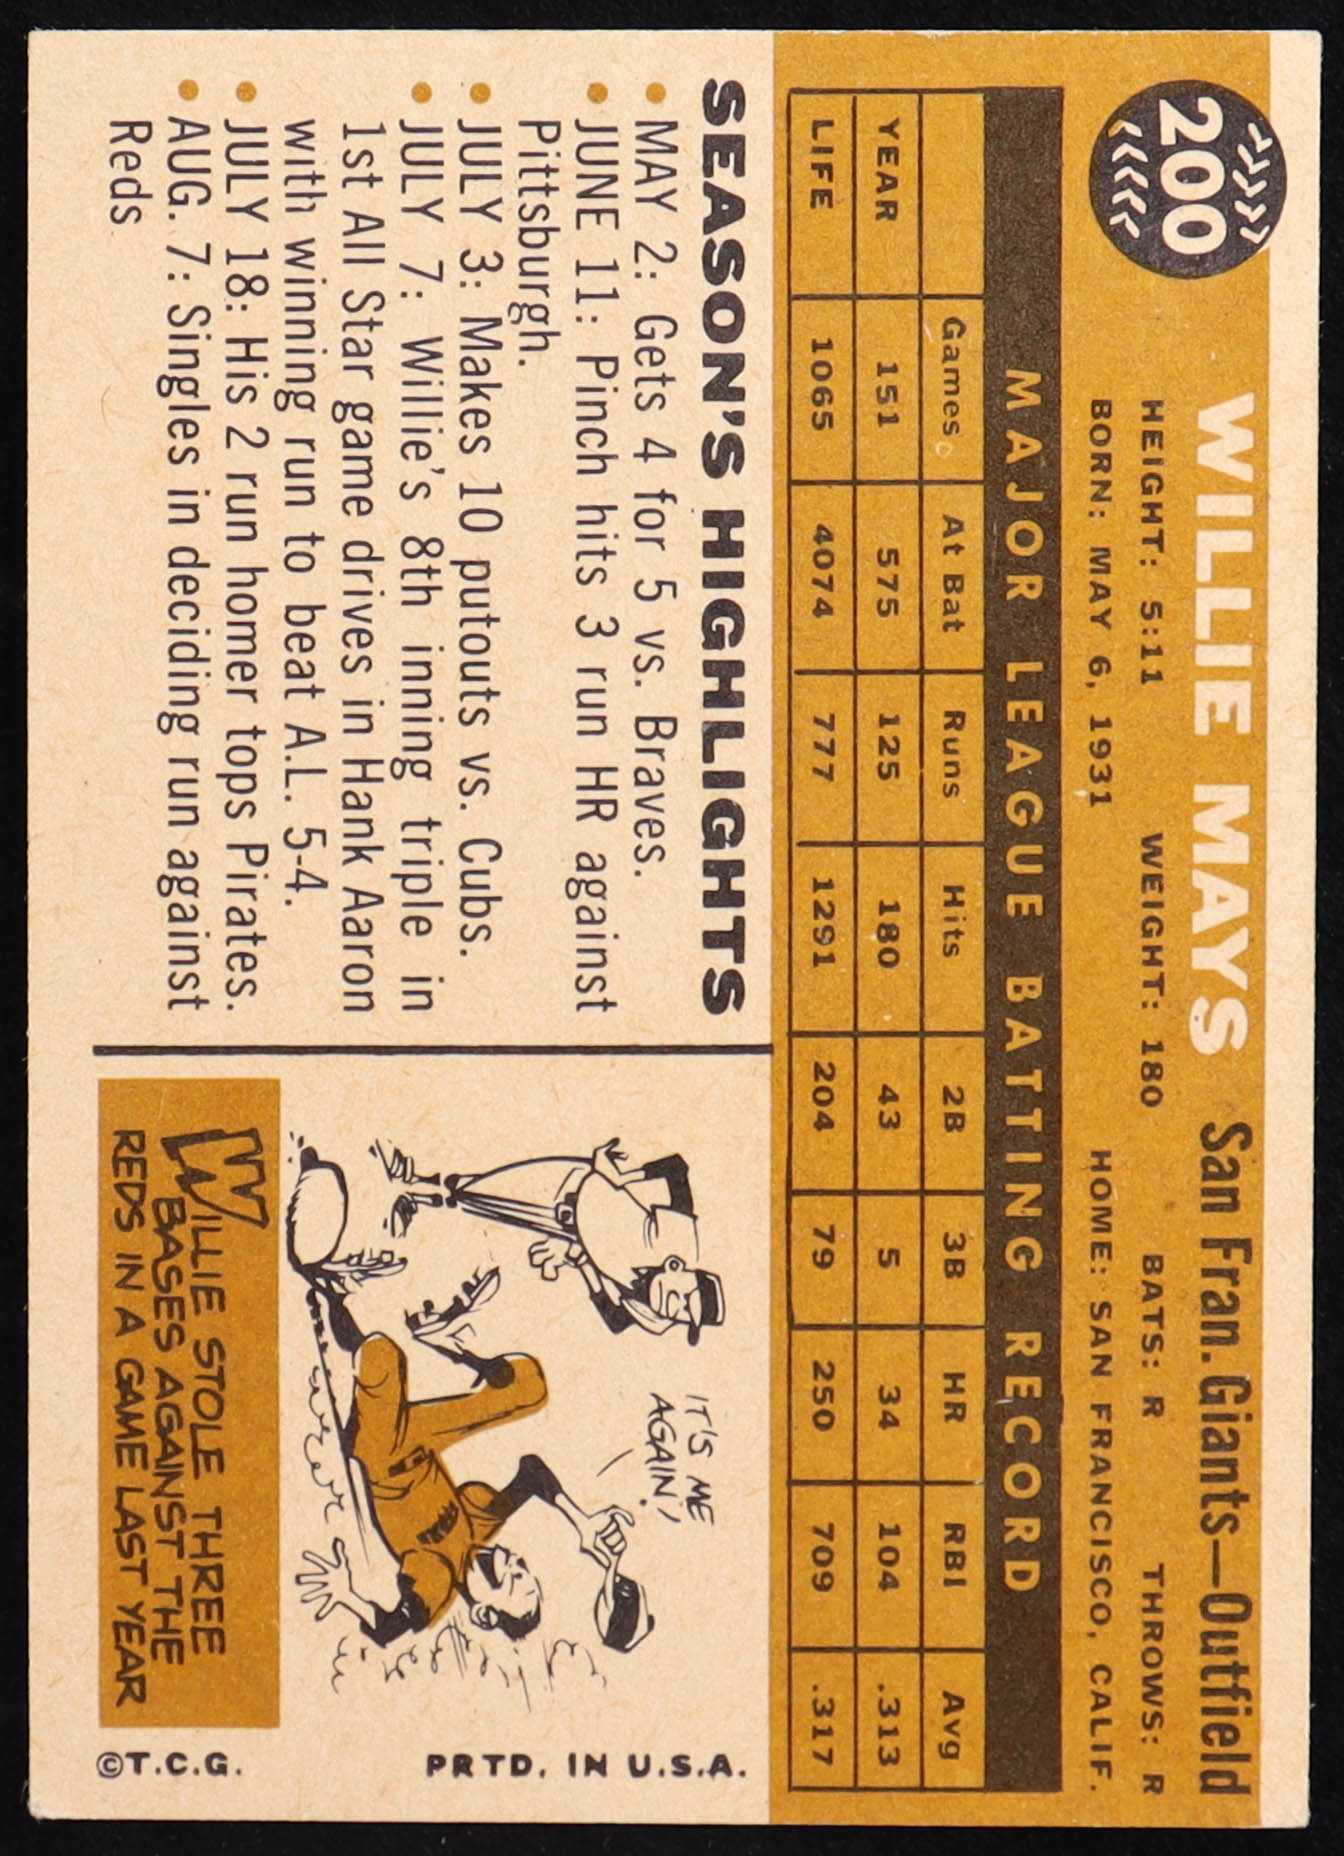 200
WILLIE MAYS San Fran. Giants—Outfield
HEIGHT: 5:11 WEIGHT: 180 BATS: R THROWS: R
BORN: MAY 6, 1931 HOME: SAN FRANCISCO, CALIF.
MAJOR LEAGUE BATTING RECORD
Games At Bat Runs Hits 2B 3B HR RBI Avg
YEAR 151 575 125 180 43 5 34 104 .313
LIFE 1065 4074 777 1291 204 79 250 709 .317
SEASON'S HIGHLIGHTS
• MAY 2: Gets 4 for 5 vs. Braves.
• JUNE 11: Pinch hits 3 run HR against
Pittsburgh.
• JULY 3: Makes 10 putouts vs. Cubs.
• JULY 7: Willie's 8th inning triple in
1st All Star game drives in Hank Aaron
with winning run to beat A.L. 5-4.
• JULY 18: His 2 run homer tops Pirates.
• AUG. 7: Singles in deciding run against
Reds
IT'S ME
AGAIN!
WILLIE STOLE THREE
BASES AGAINST THE
REDS IN A GAME LAST YEAR
©T.C.G. PRTD. IN U.S.A.